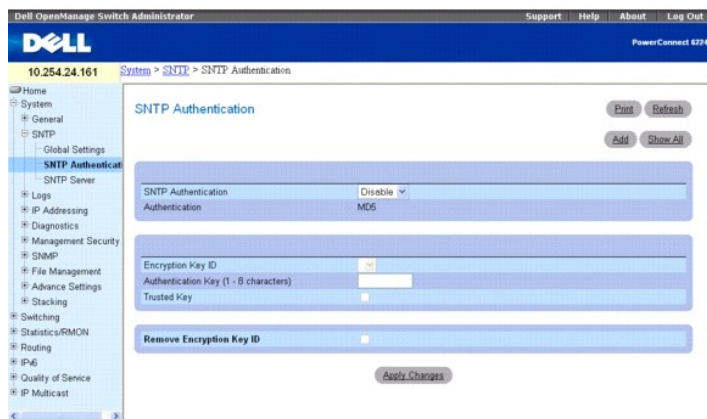 Dell OpenManage Switch Administrator
Support Help About Log Out
DELL
PowerConnect 6224
10.254.24.161
System > SNTP > SNTP Authentication
Home
System
General
SNTP
Global Settings
SNTP Authenticati
SNTP Server
Logs
IP Addressing
Diagnostics
Management Security
SNMP
File Management
Advance Settings
Stacking
Switching
Statistics/RMON
Routing
IPv6
Quality of Service
IP Multicast
SNTP Authentication
Print Refresh
Add Show All
SNTP Authentication Disable
Authentication MD5
Encryption Key ID
Authentication Key (1 - 8 characters)
Trusted Key
Remove Encryption Key ID
Apply Changes